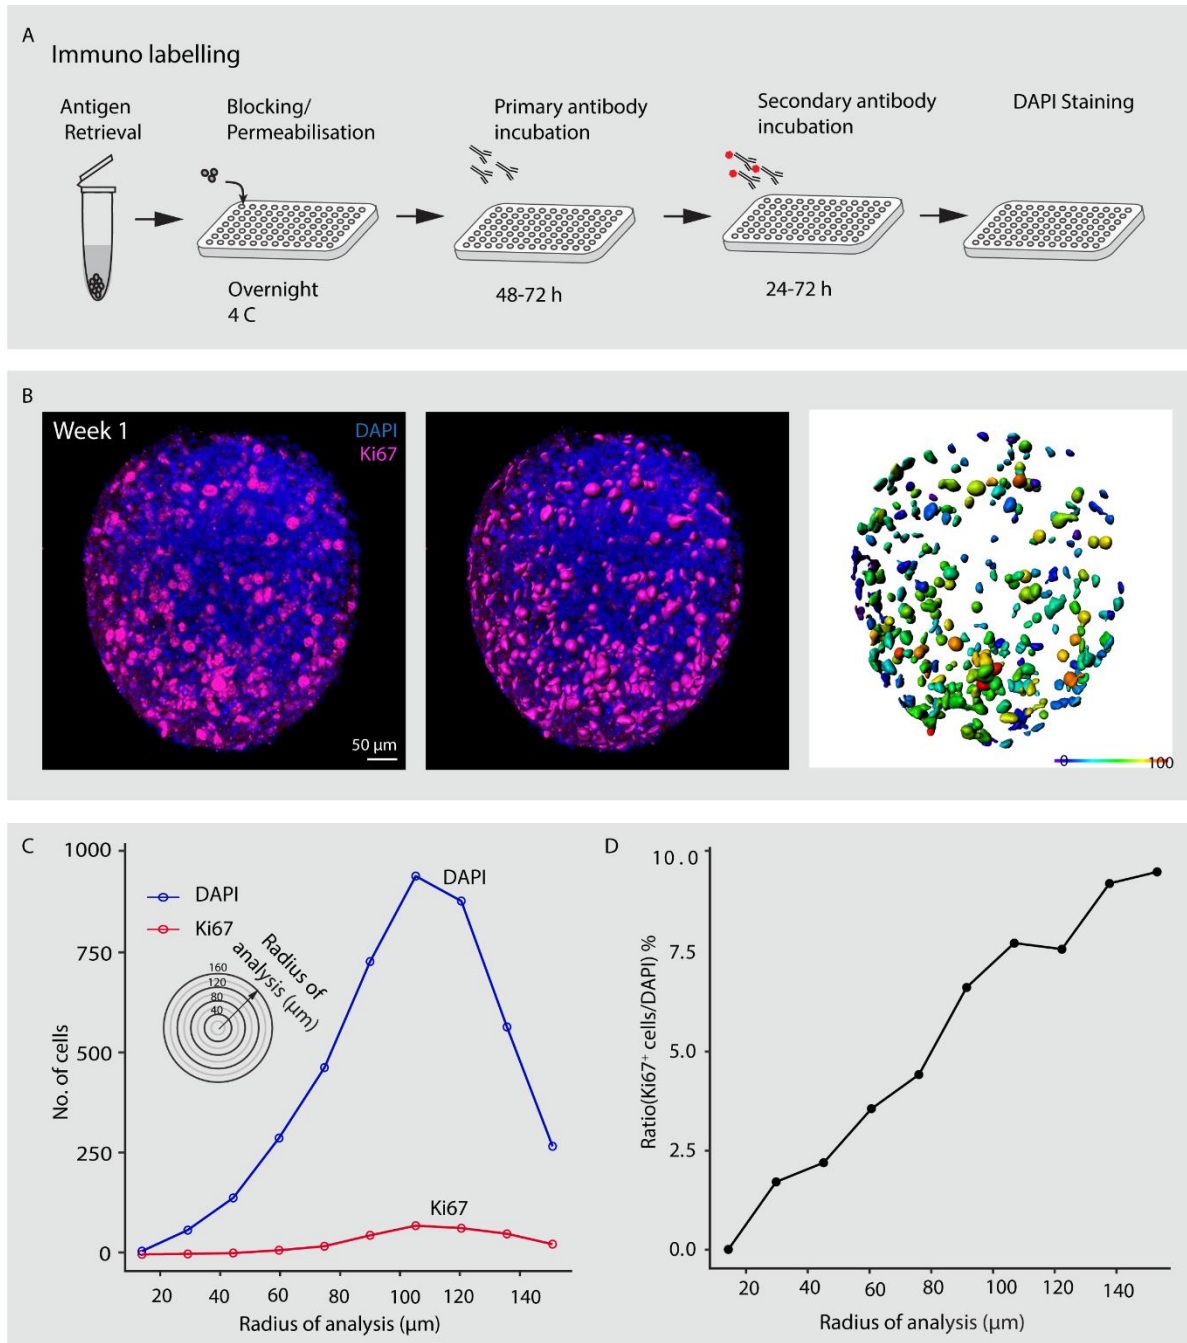 A
Immuno labelling
Antigen
Retrieval
Blocking/
Permeabilisation
Primary antibody
incubation
Secondary antibody
incubation
DAPI Staining
Overnight
4 C
48-72 h
24-72 h
B
Week 1
DAPI
Ki67
50 µm
0
100
C
1000
750
500
250
0
No. of cells
DAPI
Ki67
160
120
80
40
Radius of
analysis (µm)
DAPI
Ki67
20
40
60
80
100
120
140
Radius of analysis (µm)
D
10.0
7.5
5.0
2.5
0.0
Ratio(Ki67⁺ cells/DAPI) %
20
40
60
80
100
120
140
Radius of analysis (µm)